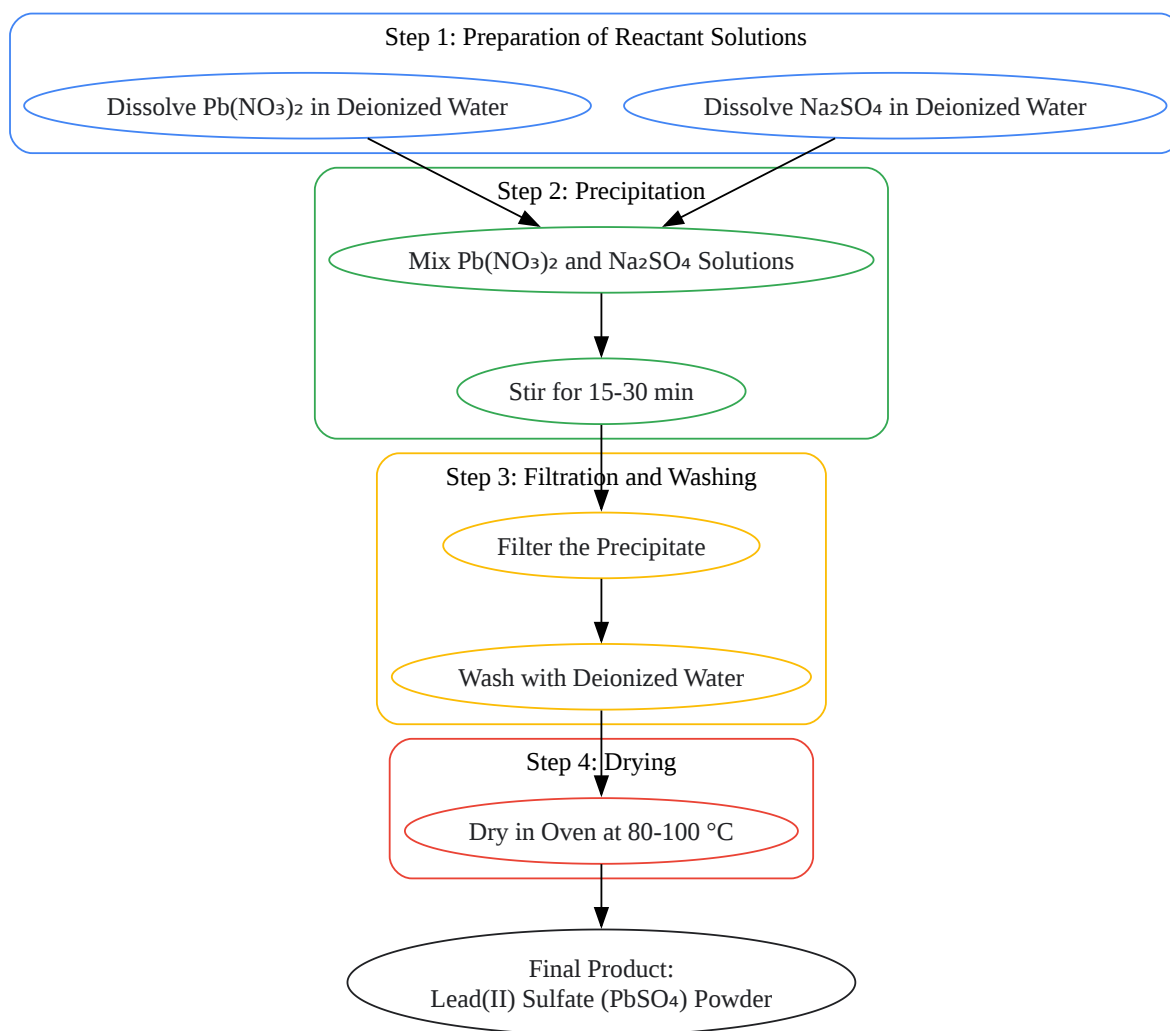 Step 1: Preparation of Reactant Solutions
Dissolve Pb(NO₃)₂ in Deionized Water
Dissolve Na₂SO₄ in Deionized Water
Step 2: Precipitation
Mix Pb(NO₃)₂ and Na₂SO₄ Solutions
Stir for 15-30 min
Step 3: Filtration and Washing
Filter the Precipitate
Wash with Deionized Water
Step 4: Drying
Dry in Oven at 80-100 °C
Final Product:
Lead(II) Sulfate (PbSO₄) Powder